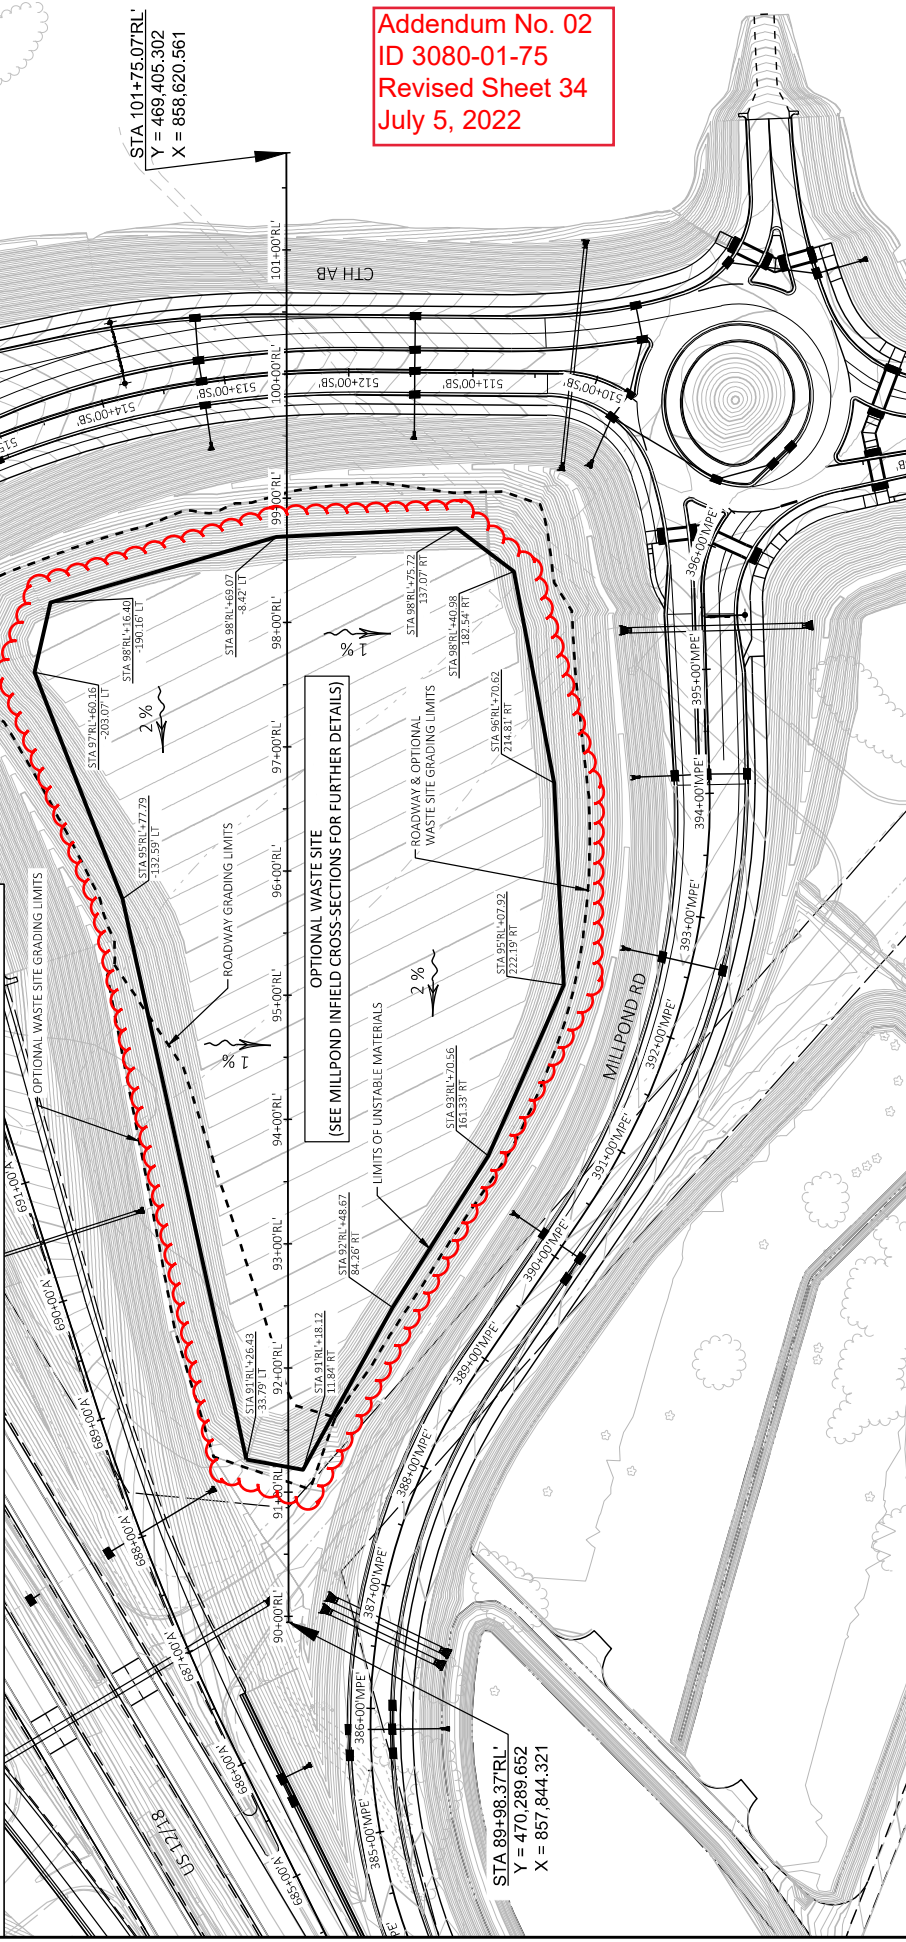 Addendum No. 02
ID 3080-01-75
Revised Sheet 34
July 5, 2022
STA 101+75.07'RL'
Y = 469,405.302
X = 858,620.561
101+00'RL'
CTH AB
100+00'RL'
515
514+00'SB'
513+00'SB'
512+00'SB'
511+00'SB'
510+00'SB'
99+00'RL'
98+00'RL'
97+00'RL'
96+00'RL'
95+00'RL'
94+00'RL'
93+00'RL'
92+00'RL'
91+00'RL'
90+00'RL'
STA 98'RL'+16.40
-190.16' LT
STA 97'RL'+60.16
-203.07' LT
STA 98'RL'+69.07
-8.42' LT
STA 98'RL'+75.72
137.07' RT
STA 98'RL'+40.98
182.54' RT
STA 96'RL'+70.62
214.81' RT
STA 95'RL'+77.79
-132.59' LT
STA 95'RL'+07.92
222.19' RT
STA 93'RL'+70.56
161.33' RT
STA 92'RL'+48.67
84.26' RT
STA 91'RL'+26.43
33.79' LT
STA 91'RL'+18.12
11.84' RT
2 %
1 %
2 %
1 %
OPTIONAL WASTE SITE
(SEE MILLPOND INFIELD CROSS-SECTIONS FOR FURTHER DETAILS)
ROADWAY & OPTIONAL
WASTE SITE GRADING LIMITS
OPTIONAL WASTE SITE GRADING LIMITS
ROADWAY GRADING LIMITS
LIMITS OF UNSTABLE MATERIALS
MILLPOND RD
396+00'MPE'
395+00'MPE'
394+00'MPE'
393+00'MPE'
392+00'MPE'
391+00'MPE'
390+00'MPE'
389+00'MPE'
388+00'MPE'
387+00'MPE'
386+00'MPE'
385+00'MPE'
PE'
691+00'A'
690+00'A'
689+00'A'
688+00'A'
687+00'A'
686+00'A'
685+00'A'
US 12/18
STA 89+98.37'RL'
Y = 470,289.652
X = 857,844.321